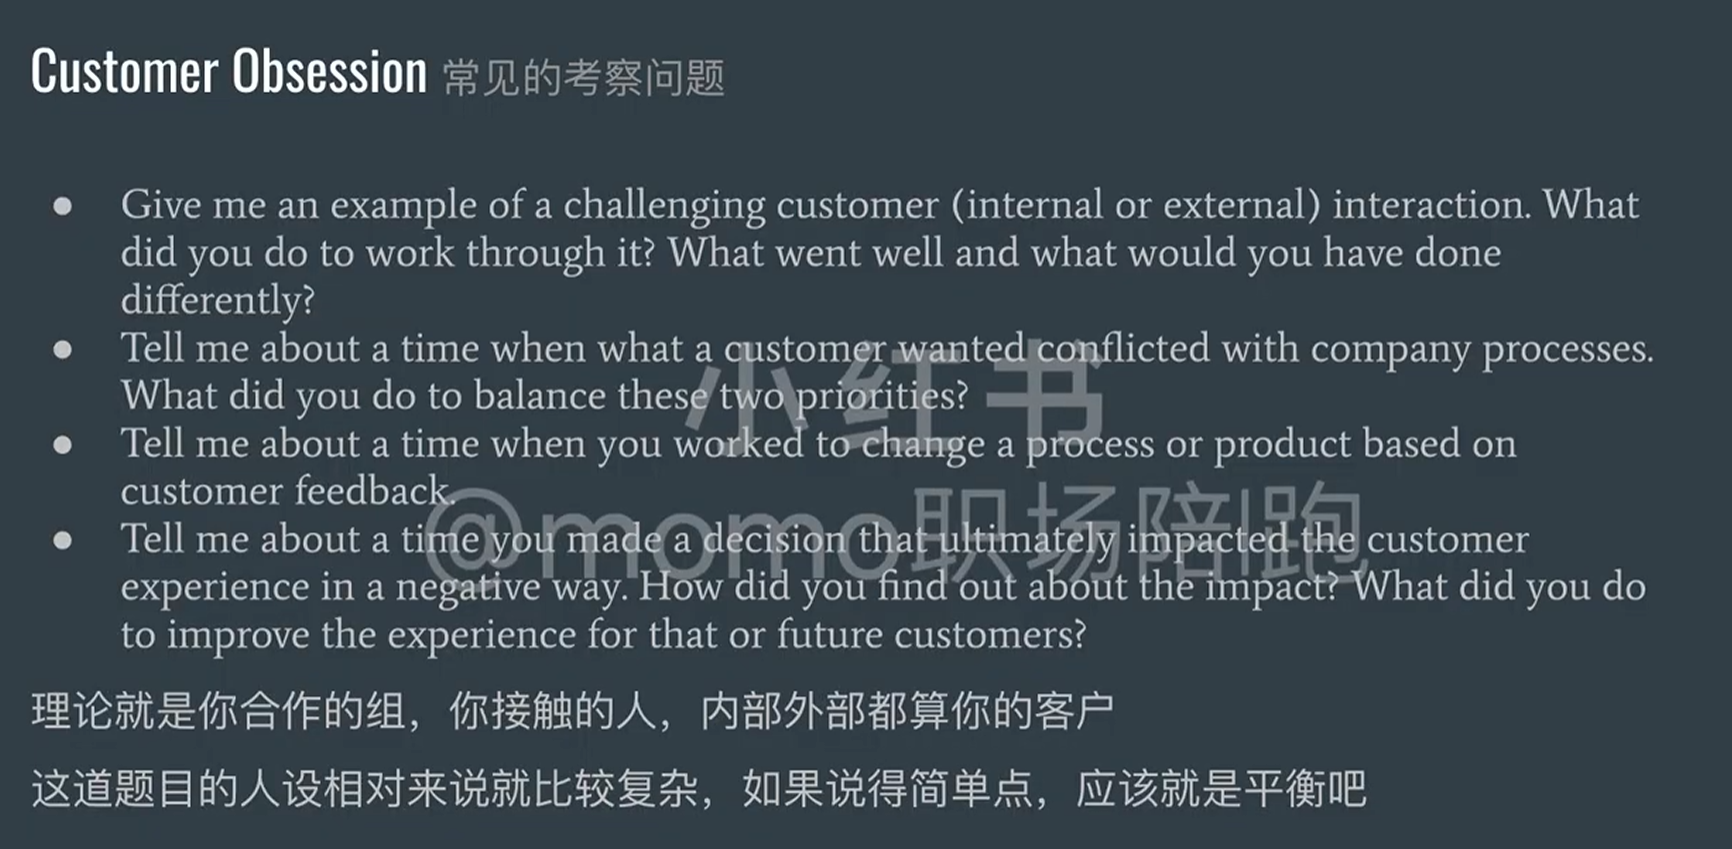 Customer Obsession 常见的考察问题
● Give me an example of a challenging customer (internal or external) interaction. What
did you do to work through it? What went well and what would you have done
differently?
● Tell me about a time when what a customer wanted conflicted with company processes.
What did you do to balance these two priorities?
● Tell me about a time when you worked to change a process or product based on
customer feedback.
● Tell me about a time you made a decision that ultimately impacted the customer
experience in a negative way. How did you find out about the impact? What did you do
to improve the experience for that or future customers?
小红书
@momo职场陪跑
理论就是你合作的组，你接触的人，内部外部都算你的客户
这道题目的人设相对来说就比较复杂，如果说得简单点，应该就是平衡吧